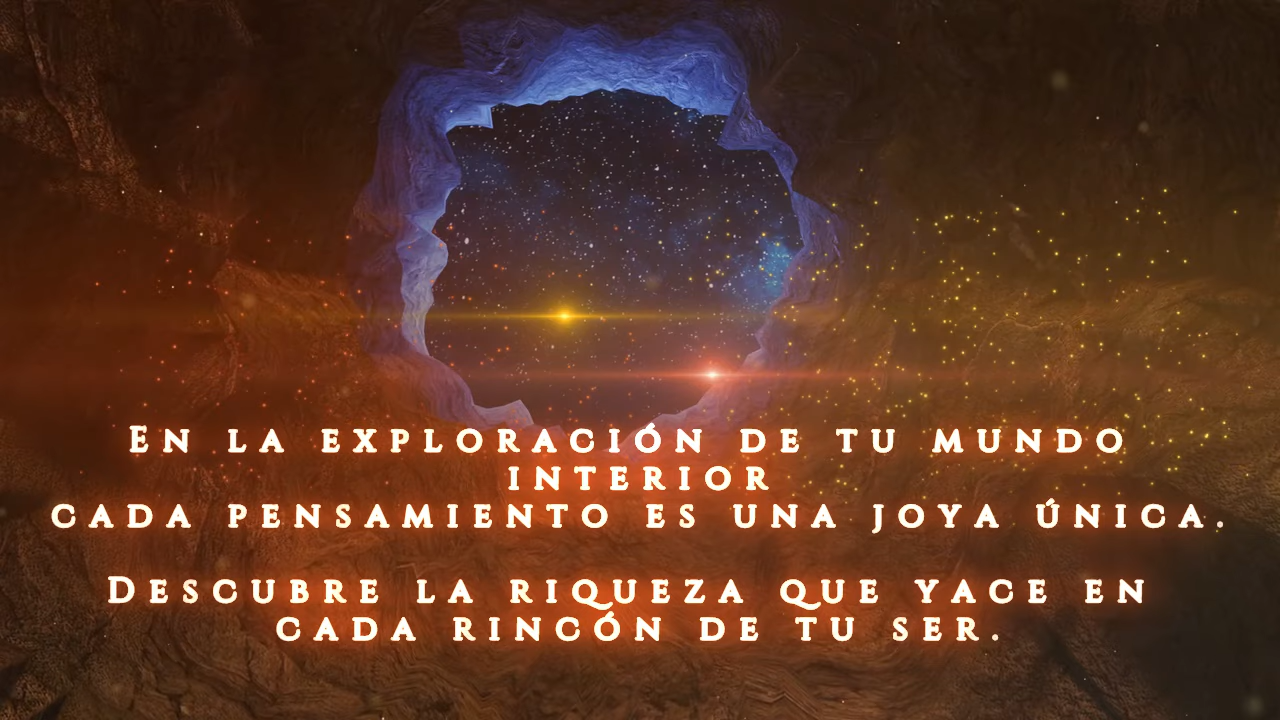 En la exploración de tu mundo
interior
cada pensamiento es una joya única.
Descubre la riqueza que yace en
cada rincón de tu ser.